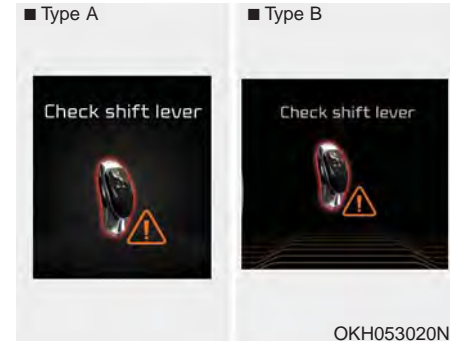 ■ Type A
■ Type B
Check shift lever
Check shift lever
OKH053020N